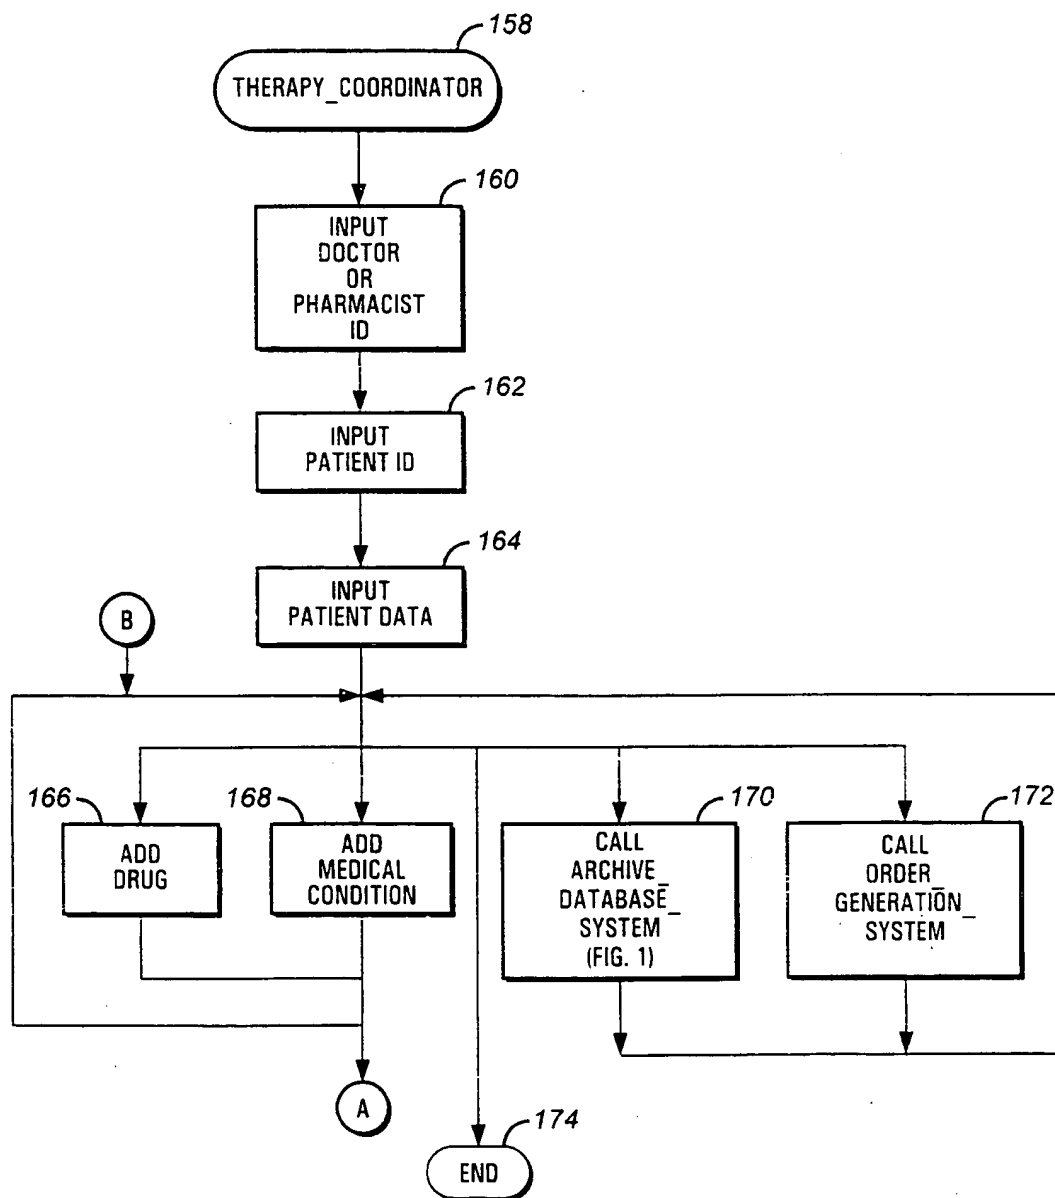 158
THERAPY_COORDINATOR
160
INPUT
DOCTOR
OR
PHARMACIST
ID
162
INPUT
PATIENT ID
164
INPUT
PATIENT DATA
B
166
ADD
DRUG
168
ADD
MEDICAL
CONDITION
170
CALL
ARCHIVE_
DATABASE_
SYSTEM
(FIG. 1)
172
CALL
ORDER_
GENERATION_
SYSTEM
A
174
END